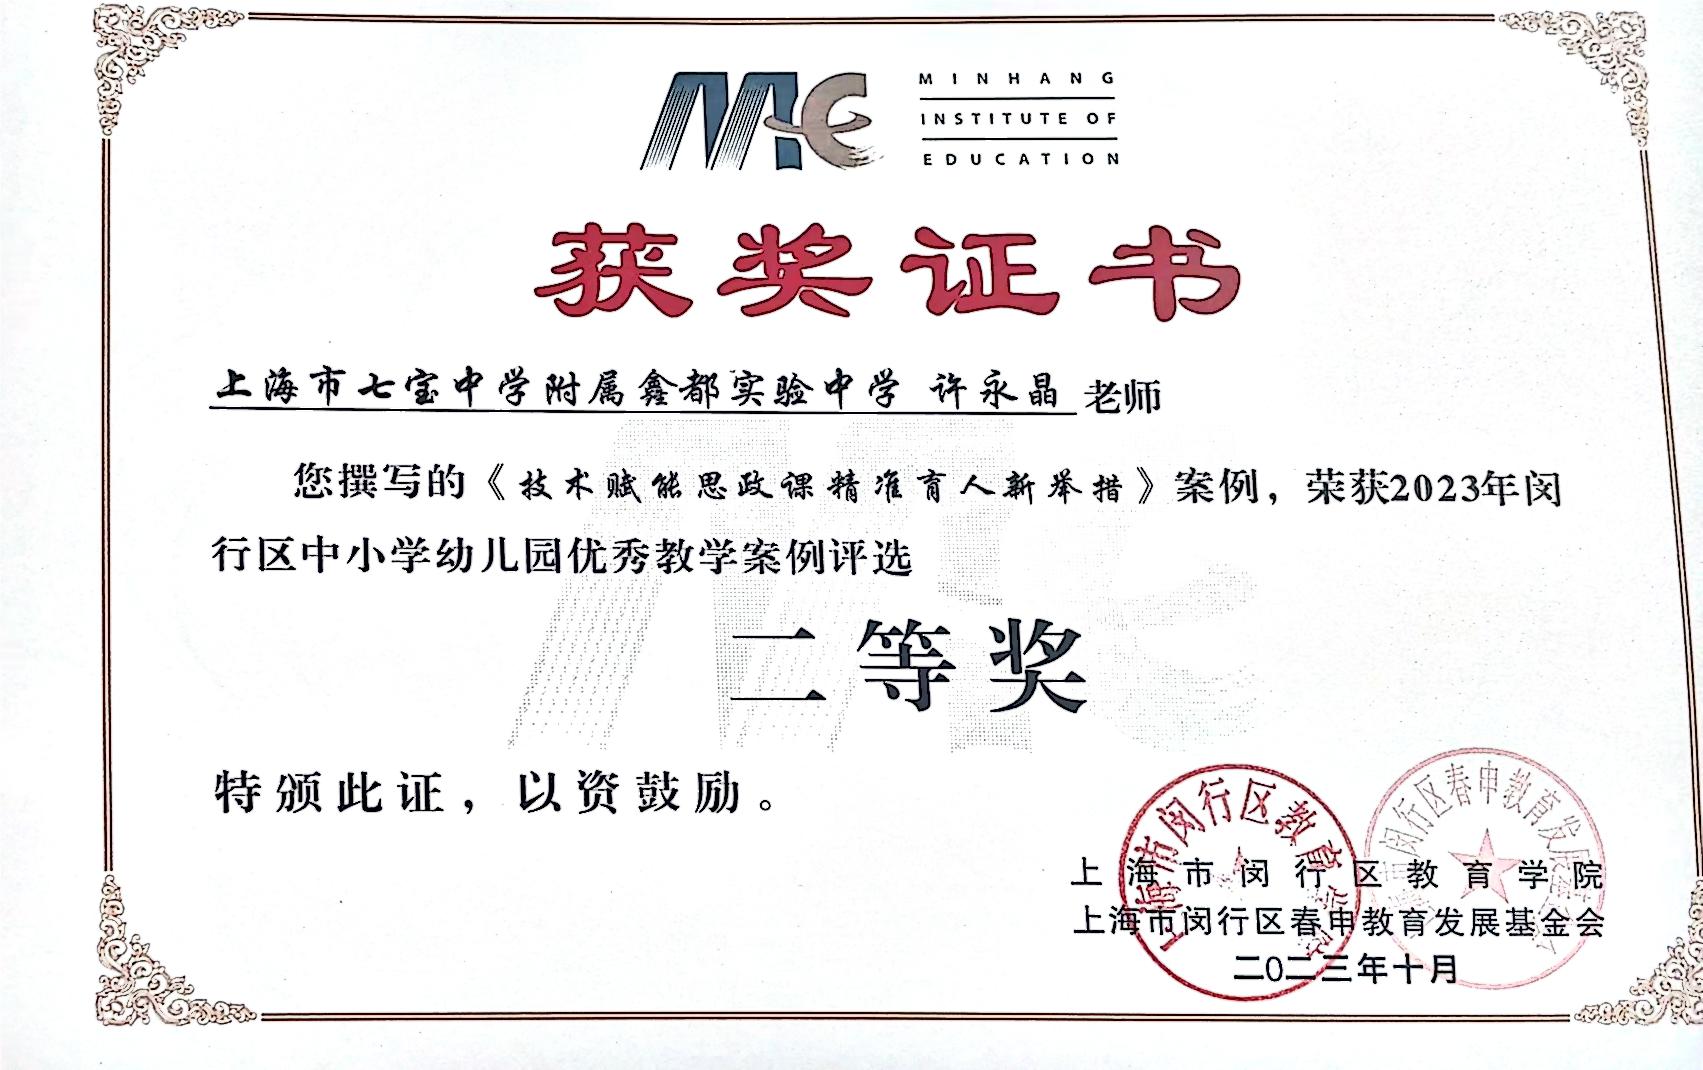 MINHANG
INSTITUTE OF
EDUCATION
获奖证书
上海市七宝中学附属鑫都实验中学 许永晶 老师
您撰写的《技术赋能思政课精准育人新举措》案例，荣获2023年闵
行区中小学幼儿园优秀教学案例评选
二等奖
特颁此证，以资鼓励。
上海市闵行区教育学院
上海市闵行区春申教育发展基金会
上海市闵行区教育学院
上海市闵行区春申教育发展基金会
二〇二三年十月